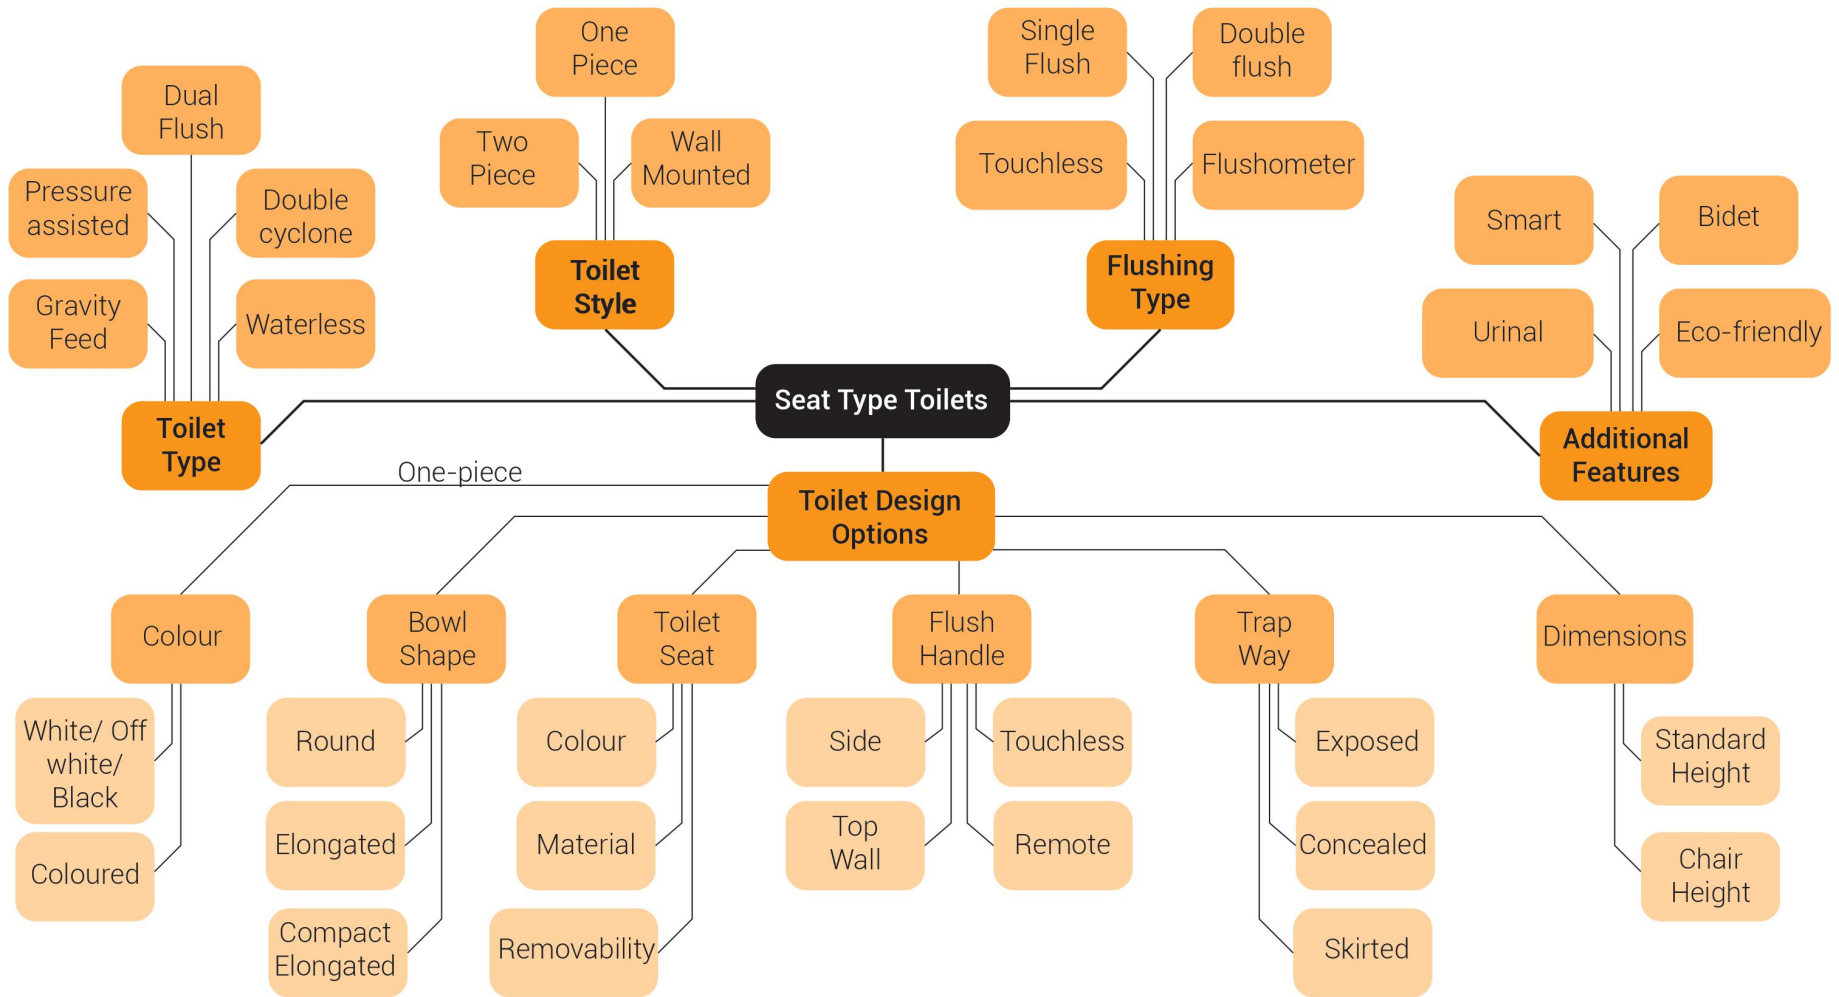 One
Piece
Two
Piece
Wall
Mounted
Toilet
Style
Single
Flush
Double
flush
Touchless
Flushometer
Flushing
Type
Dual
Flush
Pressure
assisted
Double
cyclone
Gravity
Feed
Waterless
Toilet
Type
Smart
Bidet
Urinal
Eco-friendly
Additional
Features
Seat Type Toilets
One-piece
Toilet Design
Options
Colour
White/ Off
white/
Black
Coloured
Bowl
Shape
Round
Elongated
Compact
Elongated
Toilet
Seat
Colour
Material
Removability
Flush
Handle
Side
Touchless
Top
Wall
Remote
Trap
Way
Exposed
Concealed
Skirted
Dimensions
Standard
Height
Chair
Height